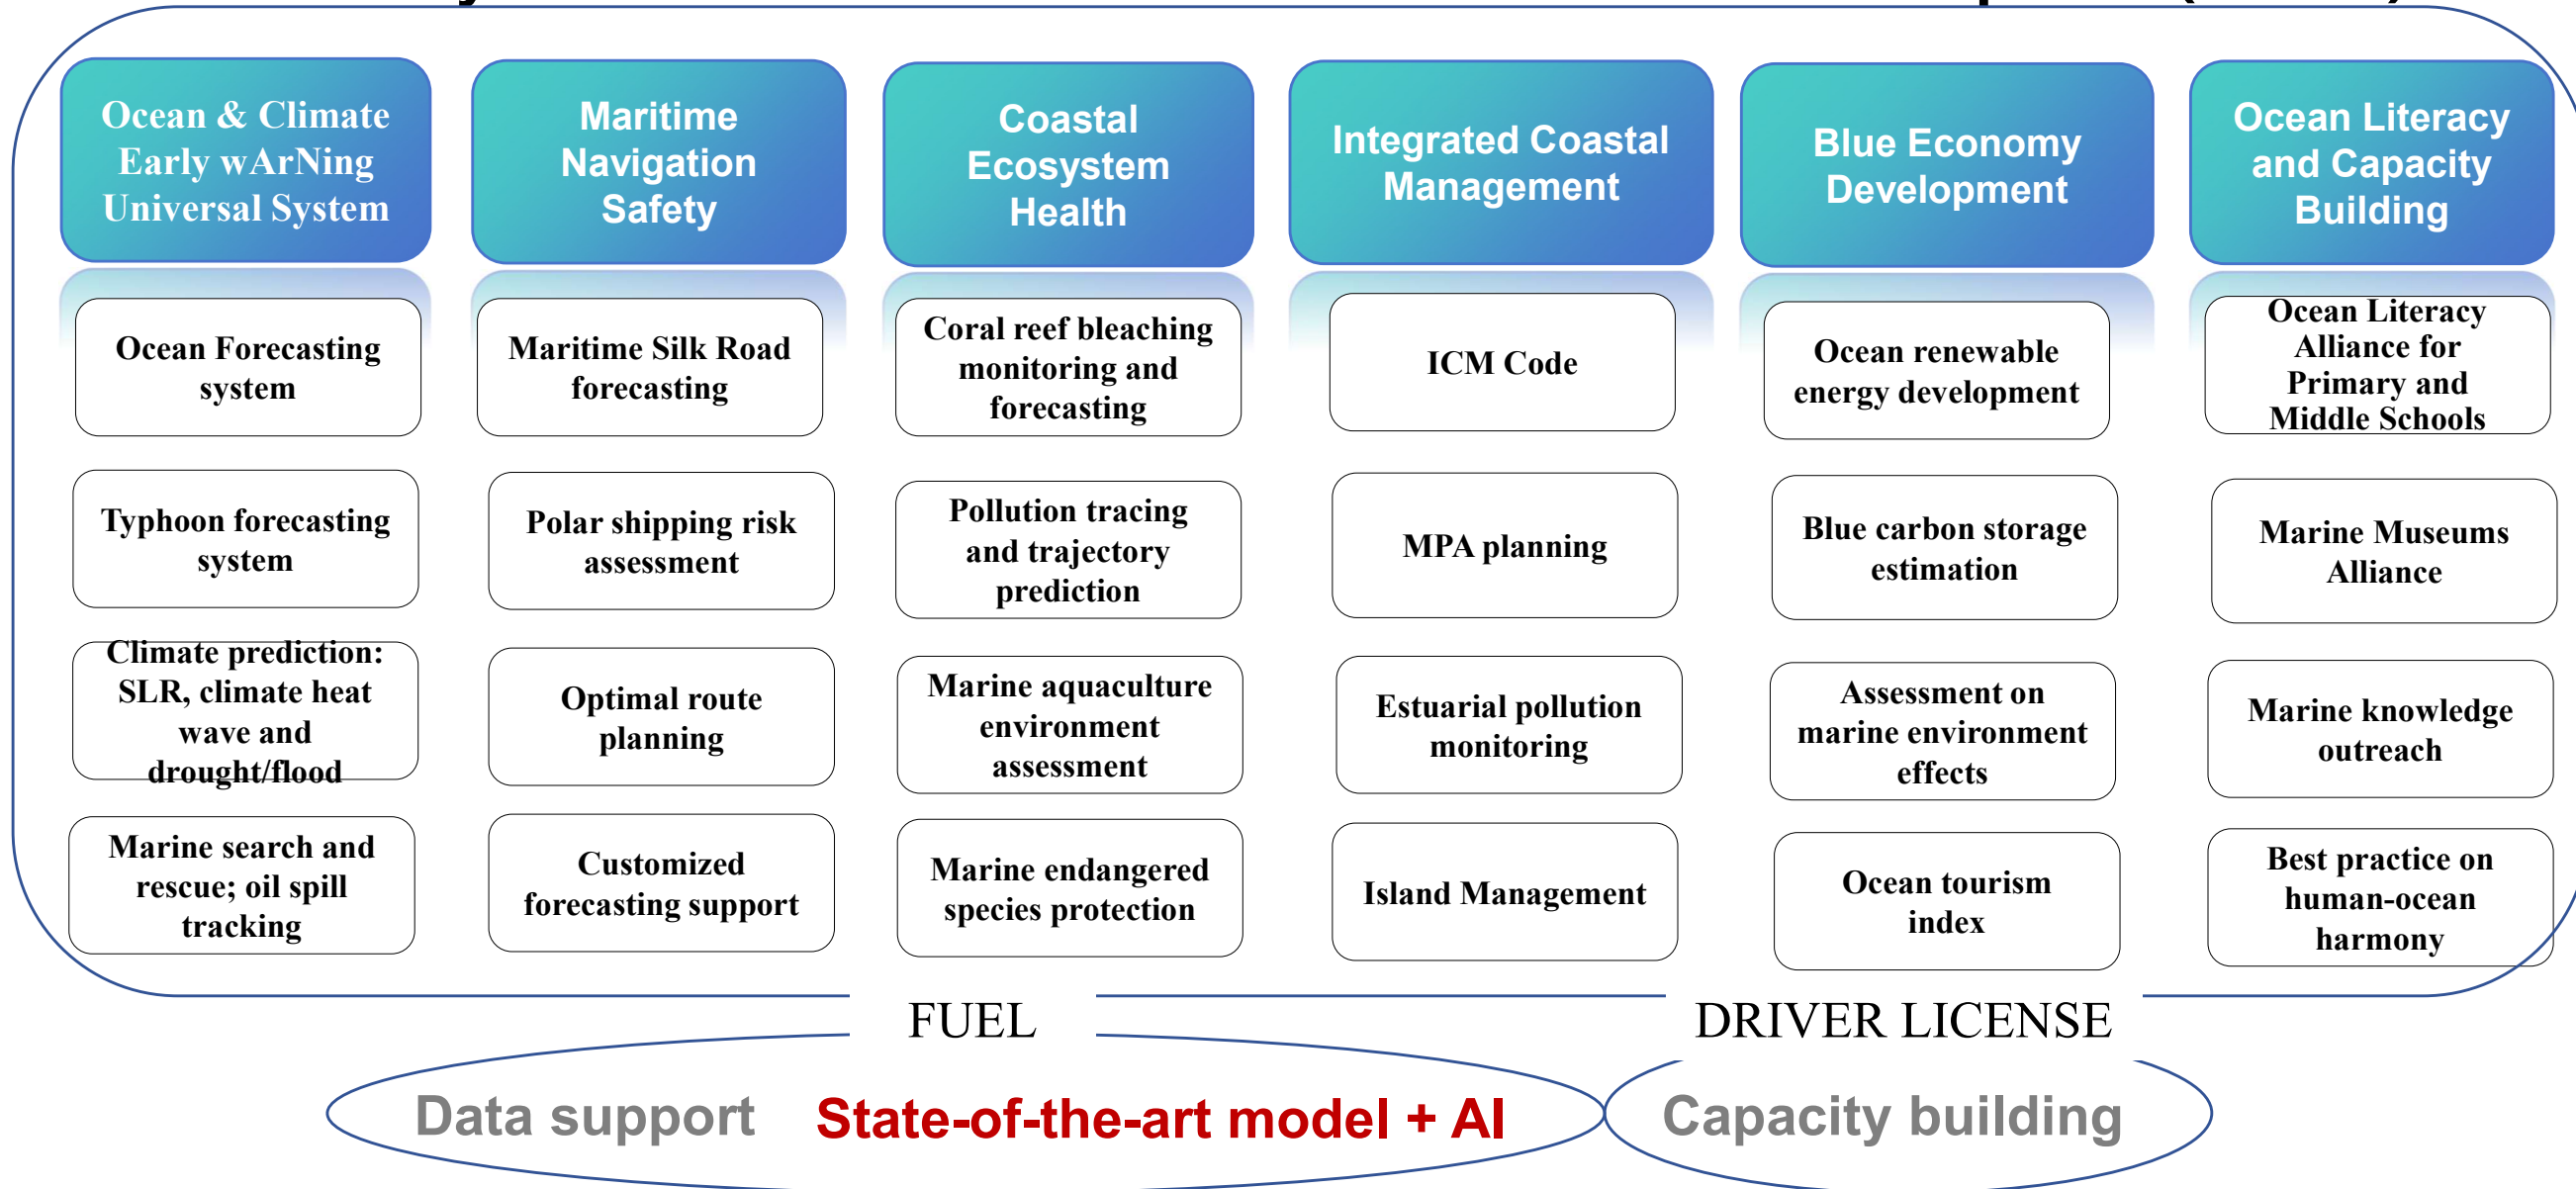 Ocean & Climate
Early wArNing
Universal System
Ocean Forecasting
system
Typhoon forecasting
system
Climate prediction:
SLR, climate heat
wave and
drought/flood
Marine search and
rescue; oil spill
tracking
Maritime
Navigation
Safety
Maritime Silk Road
forecasting
Polar shipping risk
assessment
Optimal route
planning
Customized
forecasting support
Coastal
Ecosystem
Health
Coral reef bleaching
monitoring and
forecasting
Pollution tracing
and trajectory
prediction
Marine aquaculture
environment
assessment
Marine endangered
species protection
Integrated Coastal
Management
ICM Code
MPA planning
Estuarial pollution
monitoring
Island Management
Blue Economy
Development
Ocean renewable
energy development
Blue carbon storage
estimation
Assessment on
marine environment
effects
Ocean tourism
index
Ocean Literacy
and Capacity
Building
Ocean Literacy
Alliance for
Primary and
Middle Schools
Marine Museums
Alliance
Marine knowledge
outreach
Best practice on
human-ocean
harmony
FUEL
DRIVER LICENSE
Data support State-of-the-art model + AI
Capacity building